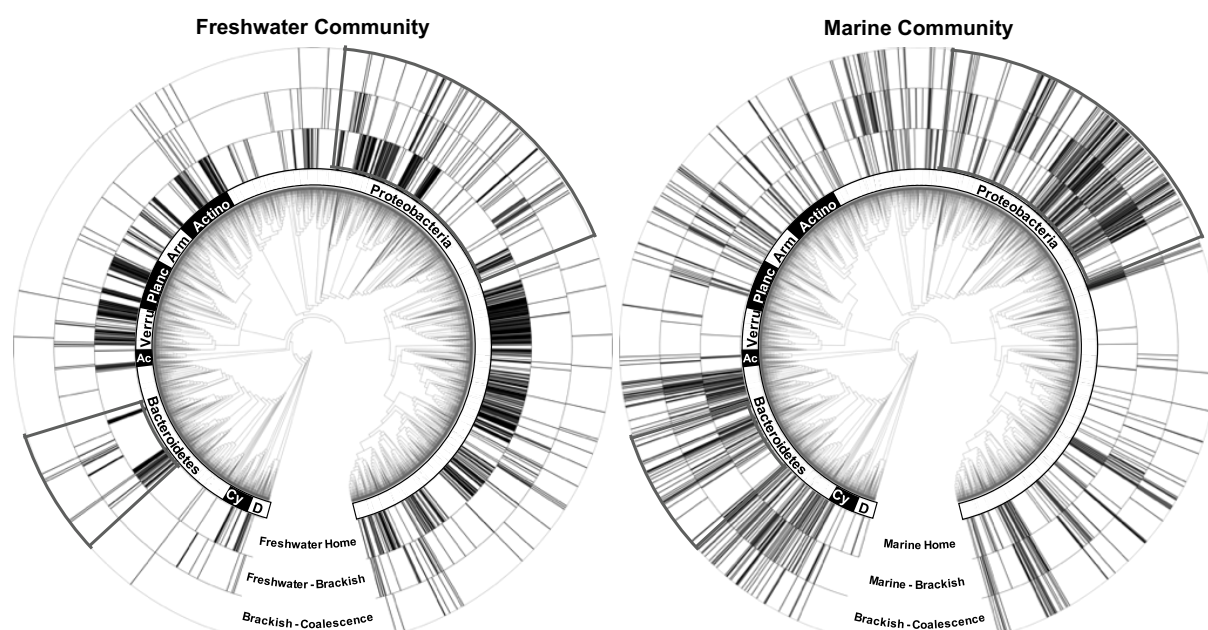 Freshwater Community
Marine Community
Proteobacteria
Actino
Arm
Planc
Verru
Ac
Bacteroidetes
Cy
D
Freshwater Home
Freshwater - Brackish
Brackish - Coalescence
Proteobacteria
Actino
Arm
Planc
Verru
Ac
Bacteroidetes
Cy
D
Marine Home
Marine - Brackish
Brackish - Coalescence